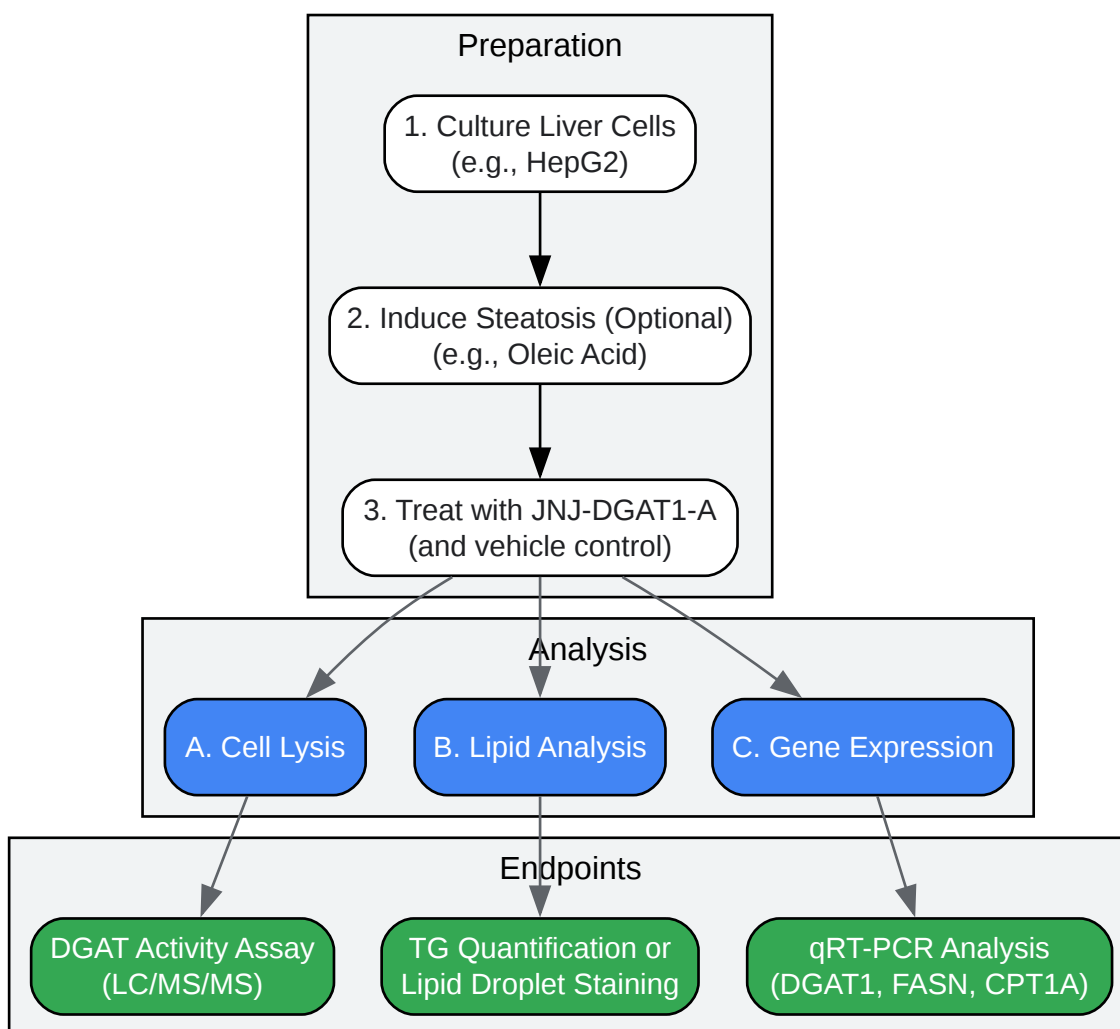 Preparation
1. Culture Liver Cells
(e.g., HepG2)
2. Induce Steatosis (Optional)
(e.g., Oleic Acid)
3. Treat with JNJ-DGAT1-A
(and vehicle control)
Analysis
A. Cell Lysis
B. Lipid Analysis
C. Gene Expression
Endpoints
DGAT Activity Assay
(LC/MS/MS)
TG Quantification or
Lipid Droplet Staining
qRT-PCR Analysis
(DGAT1, FASN, CPT1A)